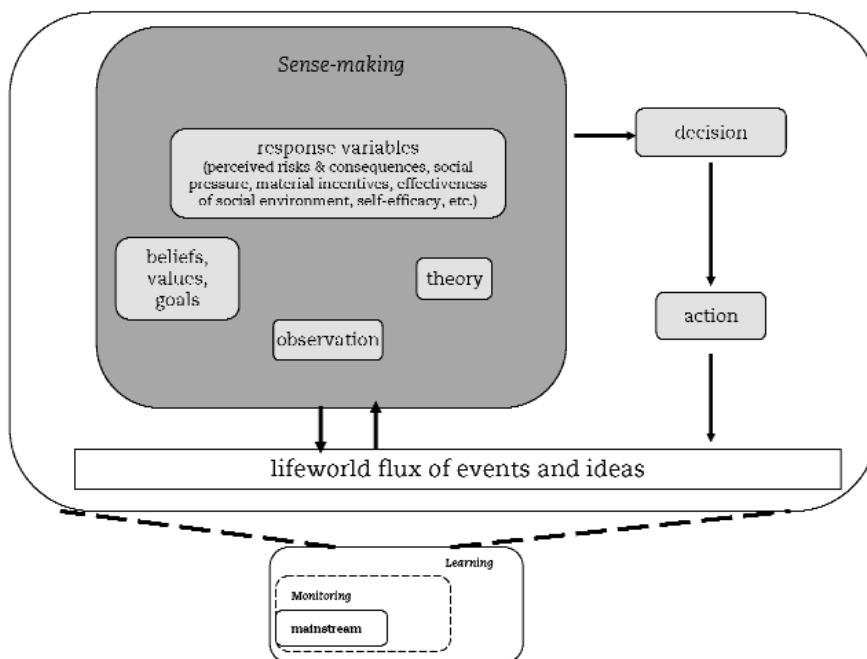 Sense-making
response variables
(perceived risks & consequences, social
pressure, material incentives, effectiveness
of social environment, self-efficacy, etc.)
decision
beliefs,
values,
goals
theory
action
observation
lifeworld flux of events and ideas
Learning
Monitoring
mainstream